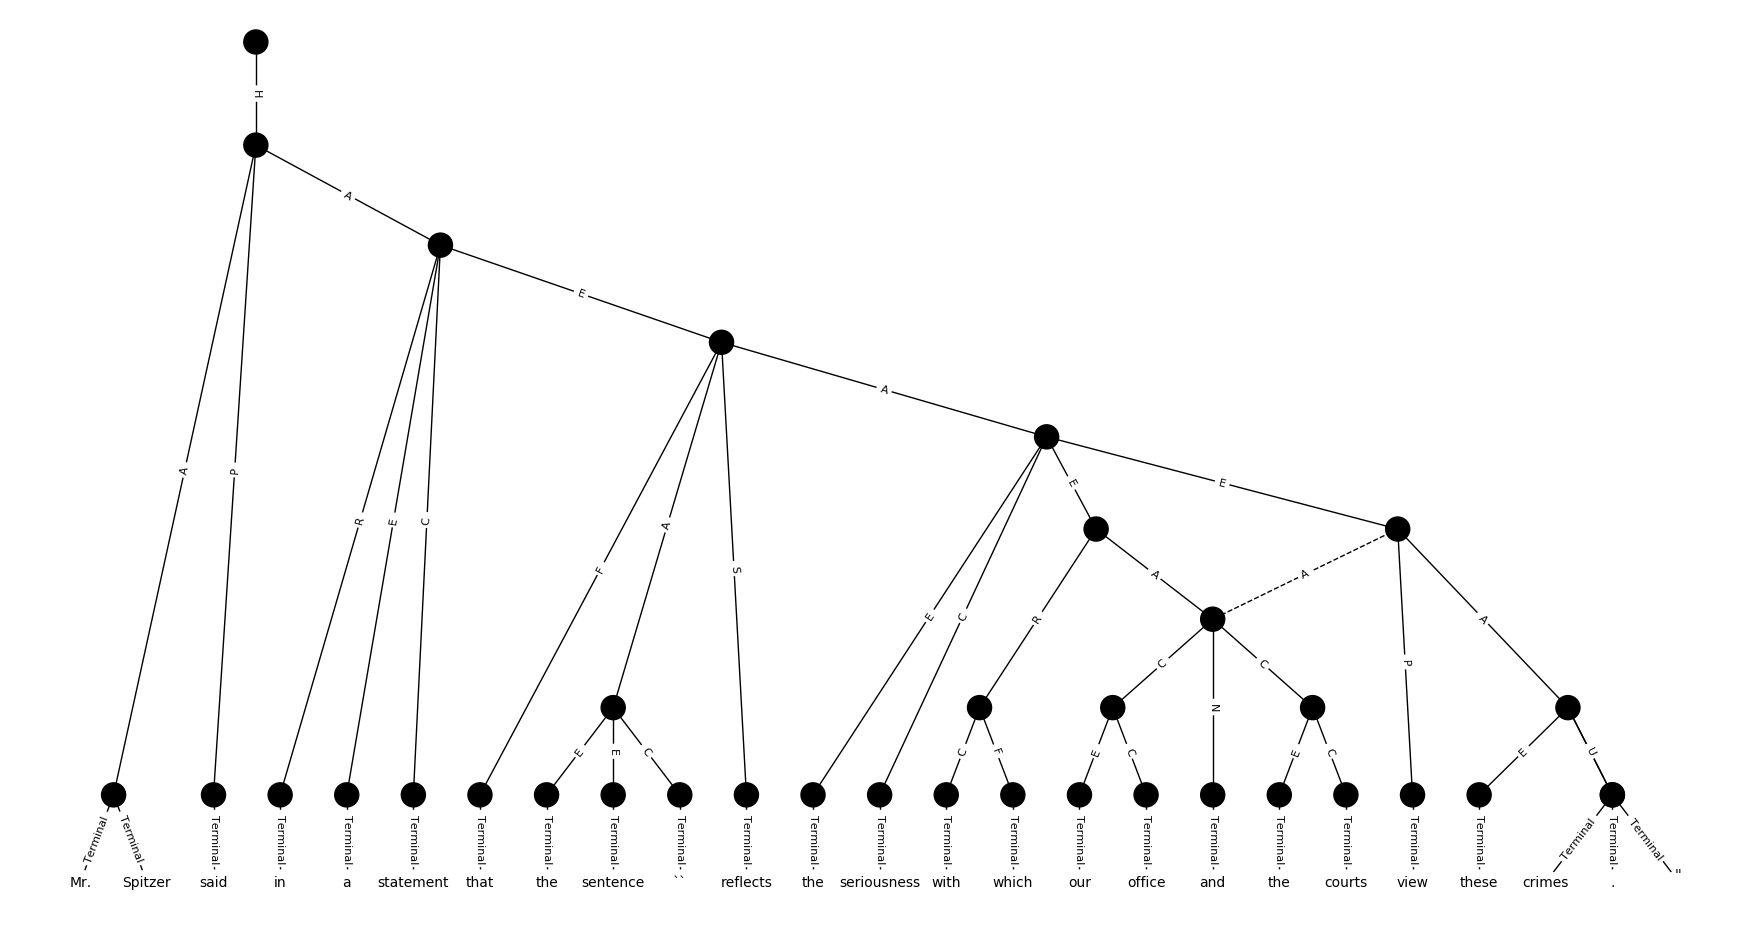 H
A
A
P
E
R
E
C
A
F
A
S
E
C
E
E
R
A
A
P
A
E
E
C
C
F
C
N
C
E
C
E
C
E
U
Terminal Terminal Terminal Terminal Terminal Terminal Terminal Terminal Terminal Terminal Terminal Terminal Terminal Terminal Terminal Terminal Terminal Terminal Terminal Terminal Terminal Terminal Terminal Terminal Terminal Terminal
Mr. Spitzer said in a statement that the sentence `` reflects the seriousness with which our office and the courts view these crimes . "